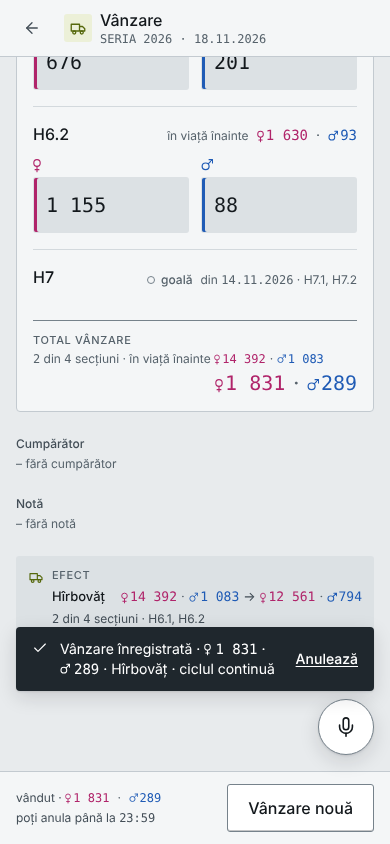 Vânzare
SERIA 2026 · 18.11.2026
676 201
H6.2 în viață înainte ♀1 630 · ♂93
♀ ♂
1 155 88
H7 goală din 14.11.2026 · H7.1, H7.2
TOTAL VÂNZARE
2 din 4 secțiuni · în viață înainte ♀14 392 · ♂1 083
♀1 831 · ♂289
Cumpărător
– fără cumpărător
Notă
– fără notă
EFECT
Hîrbovăț ♀14 392 · ♂1 083 → ♀12 561 · ♂794
2 din 4 secțiuni · H6.1, H6.2
Vânzare înregistrată · ♀ 1 831 ·
♂ 289 · Hîrbovăț · ciclul continuă
Anulează
vândut · ♀1 831 · ♂289
poți anula până la 23:59
Vânzare nouă